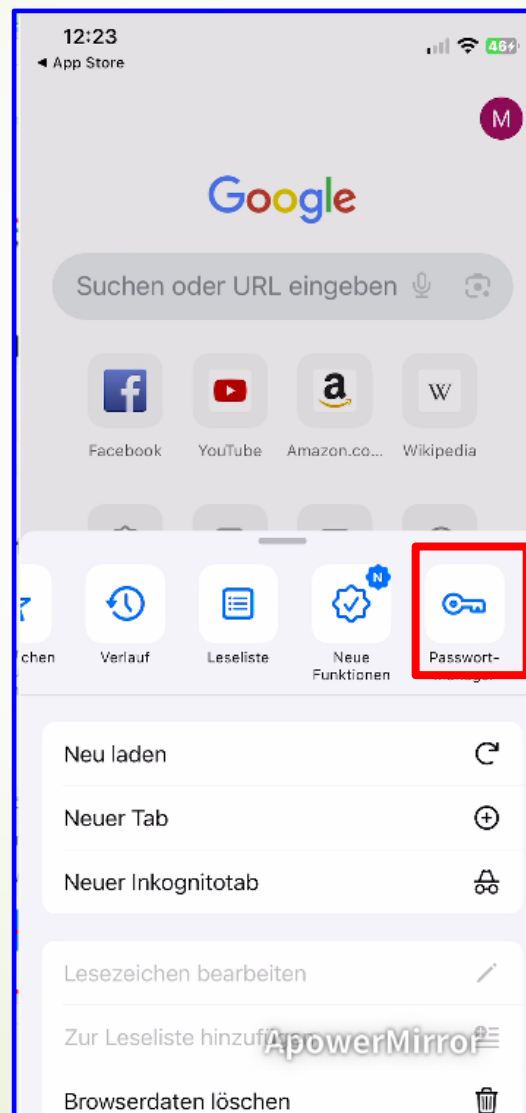 12:23
46
◀ App Store
M
Google
Suchen oder URL eingeben
f
a
W
Facebook YouTube Amazon.co... Wikipedia
N
chen Verlauf Leseliste Neue Funktionen Passwort-
Neu laden
Neuer Tab
Neuer Inkognitotab
Lesezeichen bearbeiten
Zur Leseliste hinzufügen
ApowerMirror
Browserdaten löschen